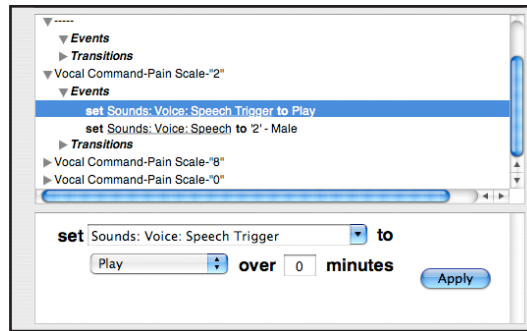 -----
Events
Transitions
Vocal Command-Pain Scale-"2"
Events
set Sounds: Voice: Speech Trigger to Play
set Sounds: Voice: Speech to '2' - Male
Transitions
Vocal Command-Pain Scale-"8"
Vocal Command-Pain Scale-"0"
set Sounds: Voice: Speech Trigger to
Play over 0 minutes
Apply